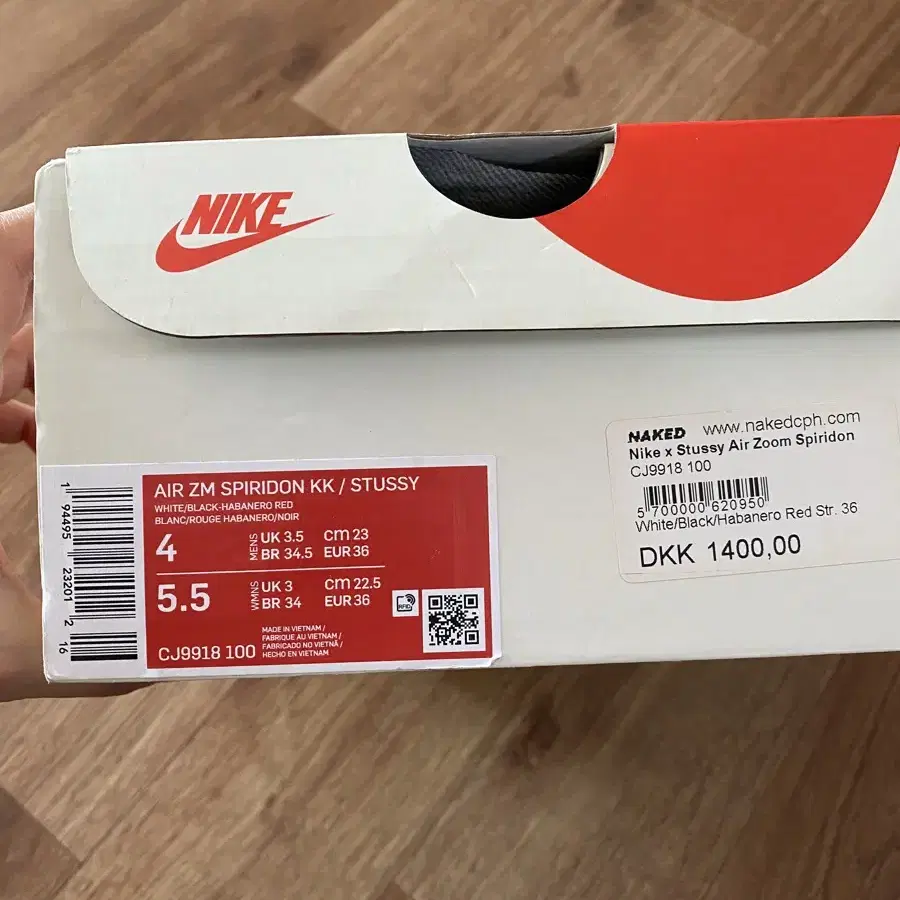 NIKE
NAKED www.nakedcph.com
Nike x Stussy Air Zoom Spiridon
CJ9918 100
5 700000 620950
White/Black/Habanero Red Str. 36
DKK 1400,00
AIR ZM SPIRIDON KK / STUSSY
WHITE/BLACK-HABANERO RED
BLANC/ROUGE HABANERO/NOIR
4 MENS UK 3.5 cm 23
BR 34.5 EUR 36
5.5 WMNS UK 3 cm 22.5
BR 34 EUR 36
RFID
MADE IN VIETNAM /
FABRIQUE AU VIETNAM /
FABRICADO NO VIETNÃ /
HECHO EN VIETNAM
CJ9918 100
1 94495 23201 2 16